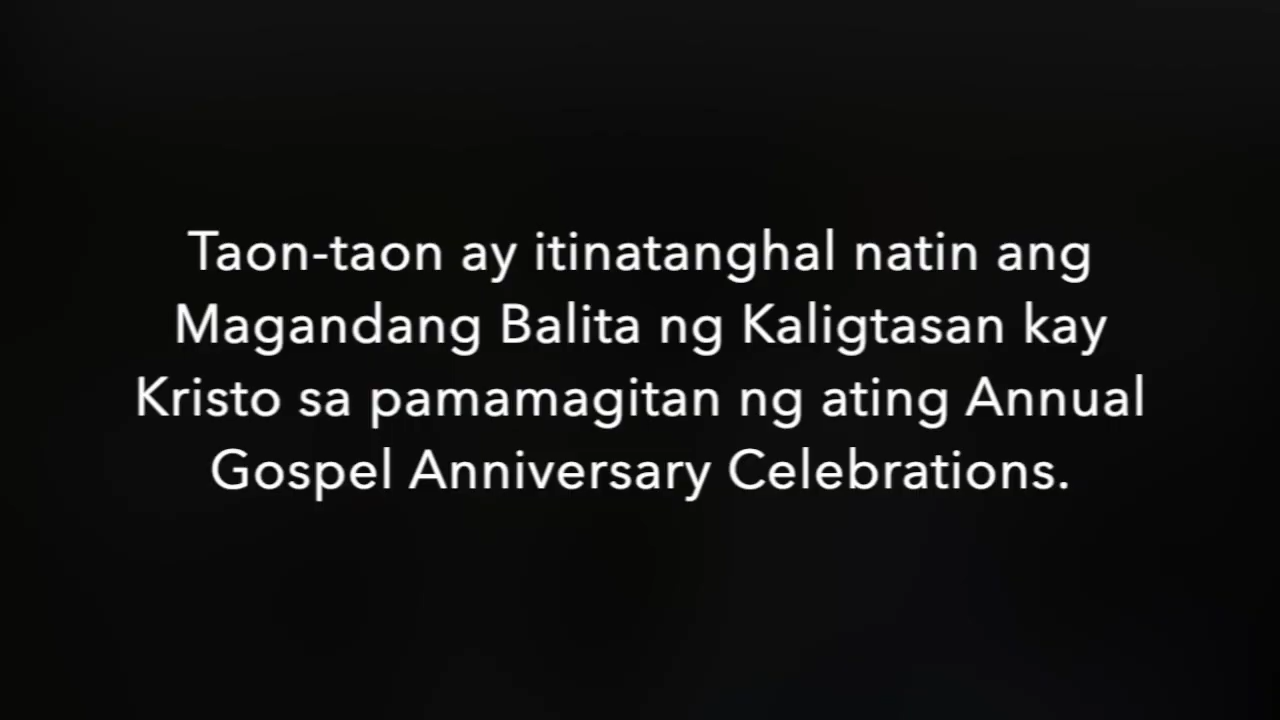 Taon-taon ay itinatanghal natin ang
Magandang Balita ng Kaligtasan kay
Kristo sa pamamagitan ng ating Annual
Gospel Anniversary Celebrations.